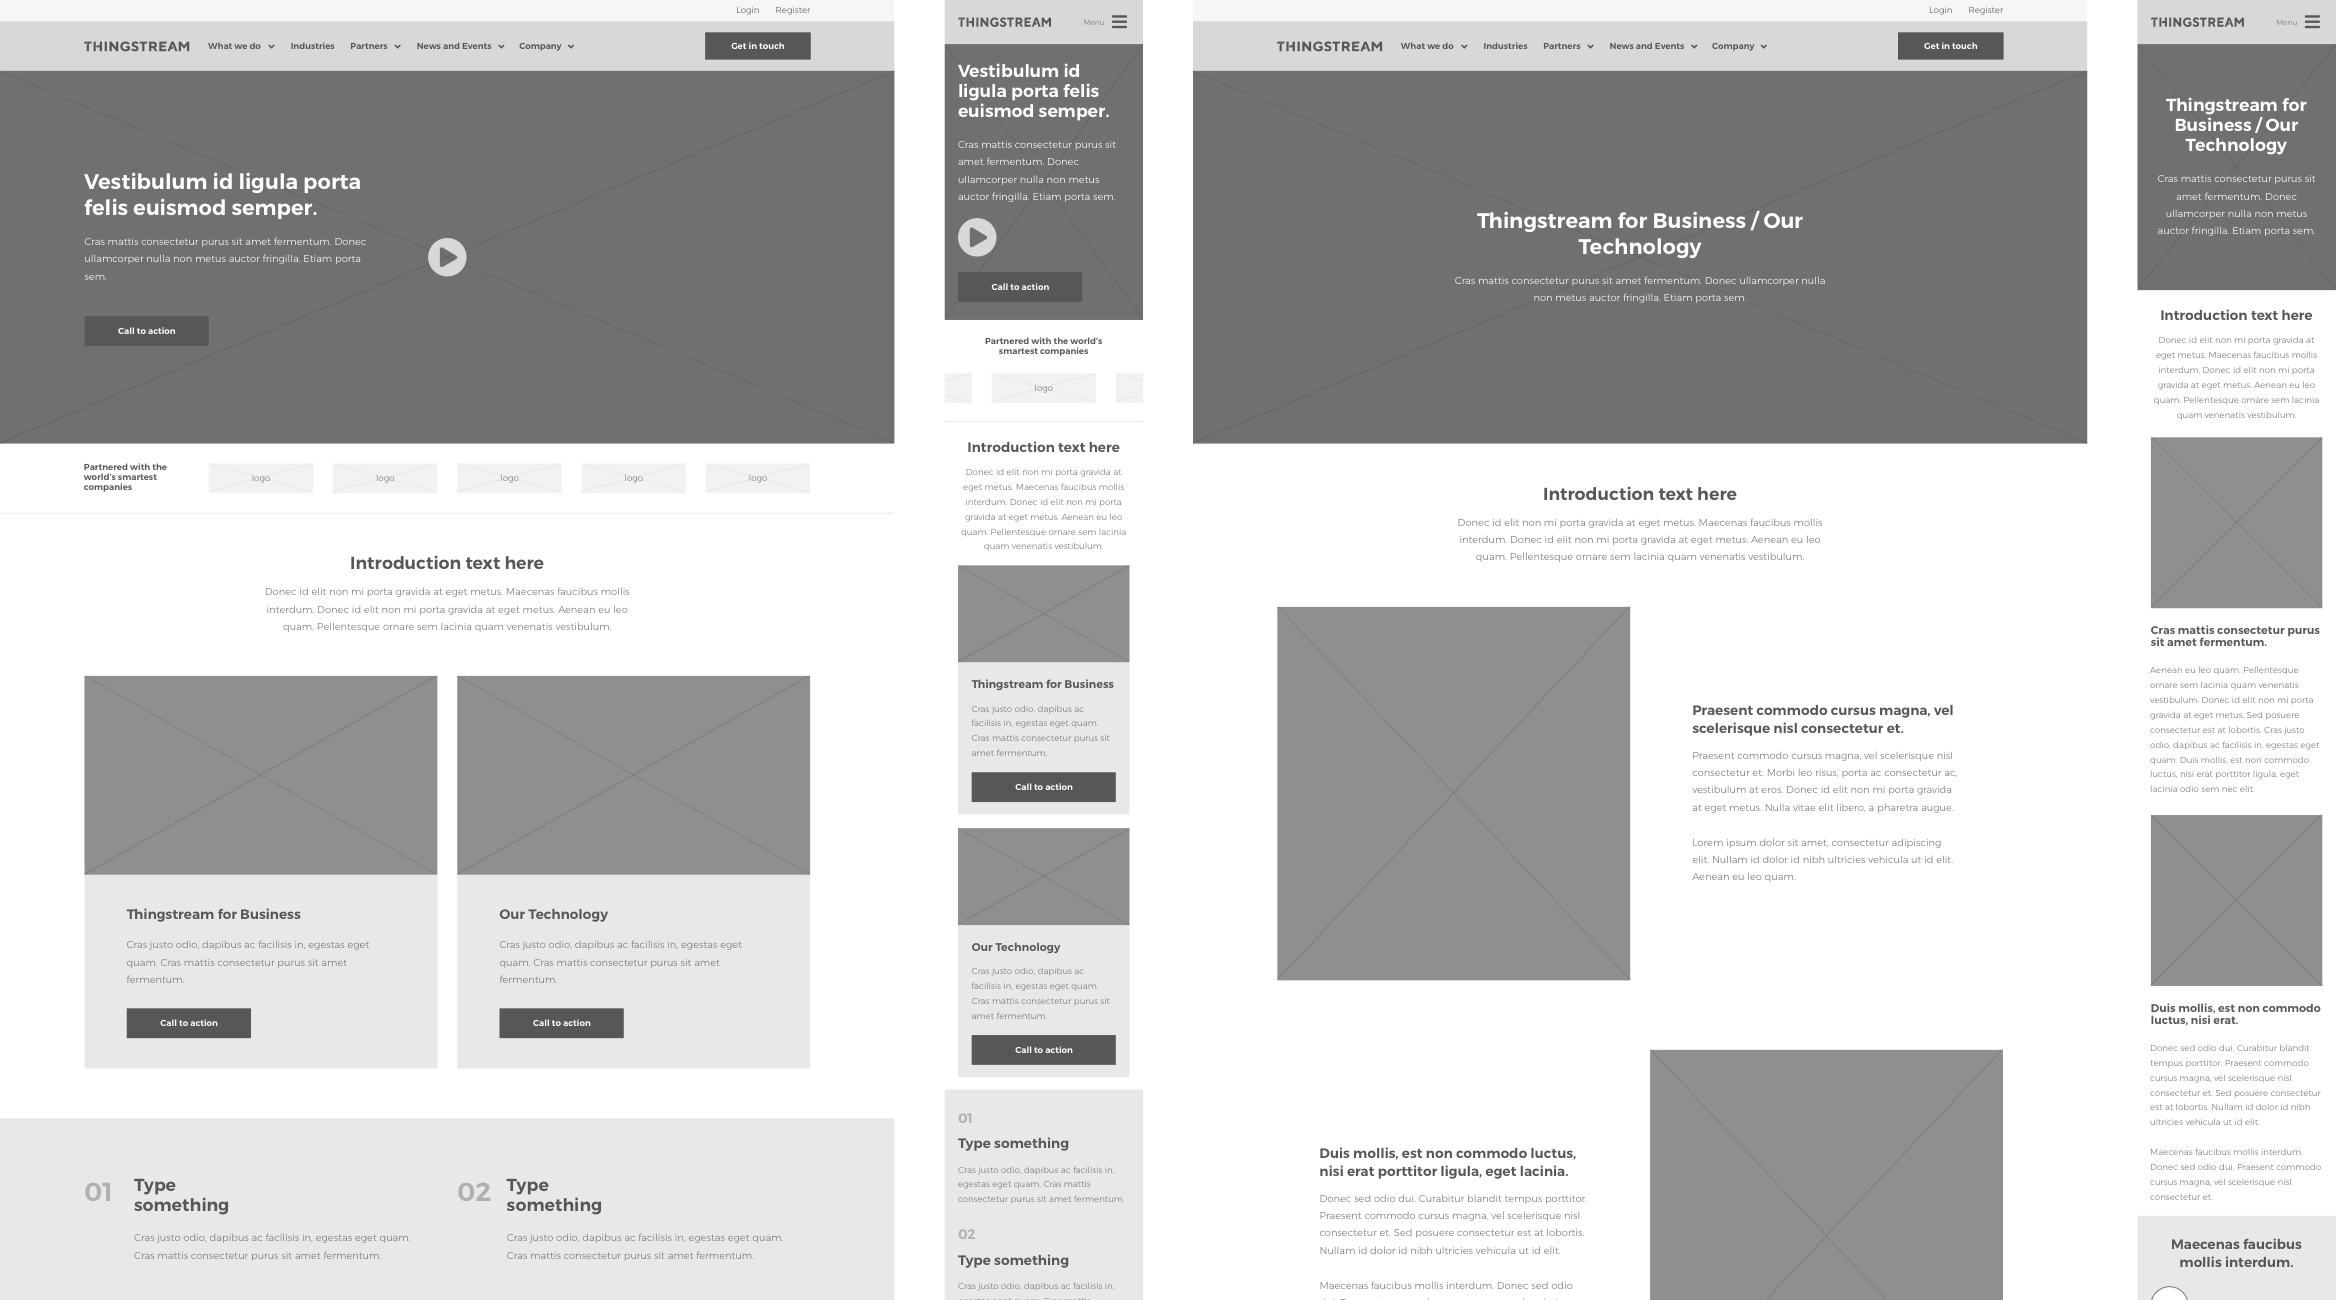 Login Register
THINGSTREAM What we do Industries Partners News and Events Company Get in touch
Vestibulum id ligula porta
felis euismod semper.
Cras mattis consectetur purus sit amet fermentum. Donec
ullamcorper nulla non metus auctor fringilla. Etiam porta
sem.
Call to action
Partnered with the
world's smartest
companies
logo logo logo logo logo
Introduction text here
Donec id elit non mi porta gravida at eget metus. Maecenas faucibus mollis
interdum. Donec id elit non mi porta gravida at eget metus. Aenean eu leo
quam. Pellentesque ornare sem lacinia quam venenatis vestibulum.
Thingstream for Business
Cras justo odio, dapibus ac facilisis in, egestas eget
quam. Cras mattis consectetur purus sit amet
fermentum.
Call to action
Our Technology
Cras justo odio, dapibus ac facilisis in, egestas eget
quam. Cras mattis consectetur purus sit amet
fermentum.
Call to action
01
Type
something
Cras justo odio, dapibus ac facilisis in, egestas eget quam.
Cras mattis consectetur purus sit amet fermentum.
02
Type
something
Cras justo odio, dapibus ac facilisis in, egestas eget quam.
Cras mattis consectetur purus sit amet fermentum.
THINGSTREAM Menu
Vestibulum id
ligula porta felis
euismod semper.
Cras mattis consectetur purus sit
amet fermentum. Donec
ullamcorper nulla non metus
auctor fringilla. Etiam porta sem.
Call to action
Partnered with the world's
smartest companies
logo
Introduction text here
Donec id elit non mi porta gravida at
eget metus. Maecenas faucibus mollis
interdum. Donec id elit non mi porta
gravida at eget metus. Aenean eu leo
quam. Pellentesque ornare sem lacinia
quam venenatis vestibulum.
Thingstream for Business
Cras justo odio, dapibus ac
facilisis in, egestas eget quam.
Cras mattis consectetur purus sit
amet fermentum.
Call to action
Our Technology
Cras justo odio, dapibus ac
facilisis in, egestas eget quam.
Cras mattis consectetur purus sit
amet fermentum.
Call to action
01
Type something
Cras justo odio, dapibus ac facilisis in,
egestas eget quam. Cras mattis
consectetur purus sit amet fermentum.
02
Type something
Cras justo odio, dapibus ac facilisis in,
Login Register
THINGSTREAM What we do Industries Partners News and Events Company Get in touch
Thingstream for Business / Our
Technology
Cras mattis consectetur purus sit amet fermentum. Donec ullamcorper nulla
non metus auctor fringilla. Etiam porta sem.
Introduction text here
Donec id elit non mi porta gravida at eget metus. Maecenas faucibus mollis
interdum. Donec id elit non mi porta gravida at eget metus. Aenean eu leo
quam. Pellentesque ornare sem lacinia quam venenatis vestibulum.
Praesent commodo cursus magna, vel
scelerisque nisl consectetur et.
Praesent commodo cursus magna, vel scelerisque nisl
consectetur et. Morbi leo risus, porta ac consectetur ac,
vestibulum at eros. Donec id elit non mi porta gravida
at eget metus. Nulla vitae elit libero, a pharetra augue.
Lorem ipsum dolor sit amet, consectetur adipiscing
elit. Nullam id dolor id nibh ultricies vehicula ut id elit.
Aenean eu leo quam.
Duis mollis, est non commodo luctus,
nisi erat porttitor ligula, eget lacinia.
Donec sed odio dui. Curabitur blandit tempus porttitor.
Praesent commodo cursus magna, vel scelerisque nisl
consectetur et. Sed posuere consectetur est at lobortis.
Nullam id dolor id nibh ultricies vehicula ut id elit.
Maecenas faucibus mollis interdum. Donec sed odio
THINGSTREAM Menu
Thingstream for
Business / Our
Technology
Cras mattis consectetur purus sit
amet fermentum. Donec
ullamcorper nulla non metus
auctor fringilla. Etiam porta sem.
Introduction text here
Donec id elit non mi porta gravida at
eget metus. Maecenas faucibus mollis
interdum. Donec id elit non mi porta
gravida at eget metus. Aenean eu leo
quam. Pellentesque ornare sem lacinia
quam venenatis vestibulum.
Cras mattis consectetur purus
sit amet fermentum.
Aenean eu leo quam. Pellentesque
ornare sem lacinia quam venenatis
vestibulum. Donec id elit non mi porta
gravida at eget metus. Sed posuere
consectetur est at lobortis. Cras justo
odio, dapibus ac facilisis in, egestas eget
quam. Duis mollis, est non commodo
luctus, nisi erat porttitor ligula, eget
lacinia odio sem nec elit.
Duis mollis, est non commodo
luctus, nisi erat.
Donec sed odio dui. Curabitur blandit
tempus porttitor. Praesent commodo
cursus magna, vel scelerisque nisl
consectetur et. Sed posuere consectetur
est at lobortis. Nullam id dolor id nibh
ultricies vehicula ut id elit.
Maecenas faucibus mollis interdum.
Donec sed odio dui. Praesent commodo
cursus magna, vel scelerisque nisl
consectetur et.
Maecenas faucibus
mollis interdum.